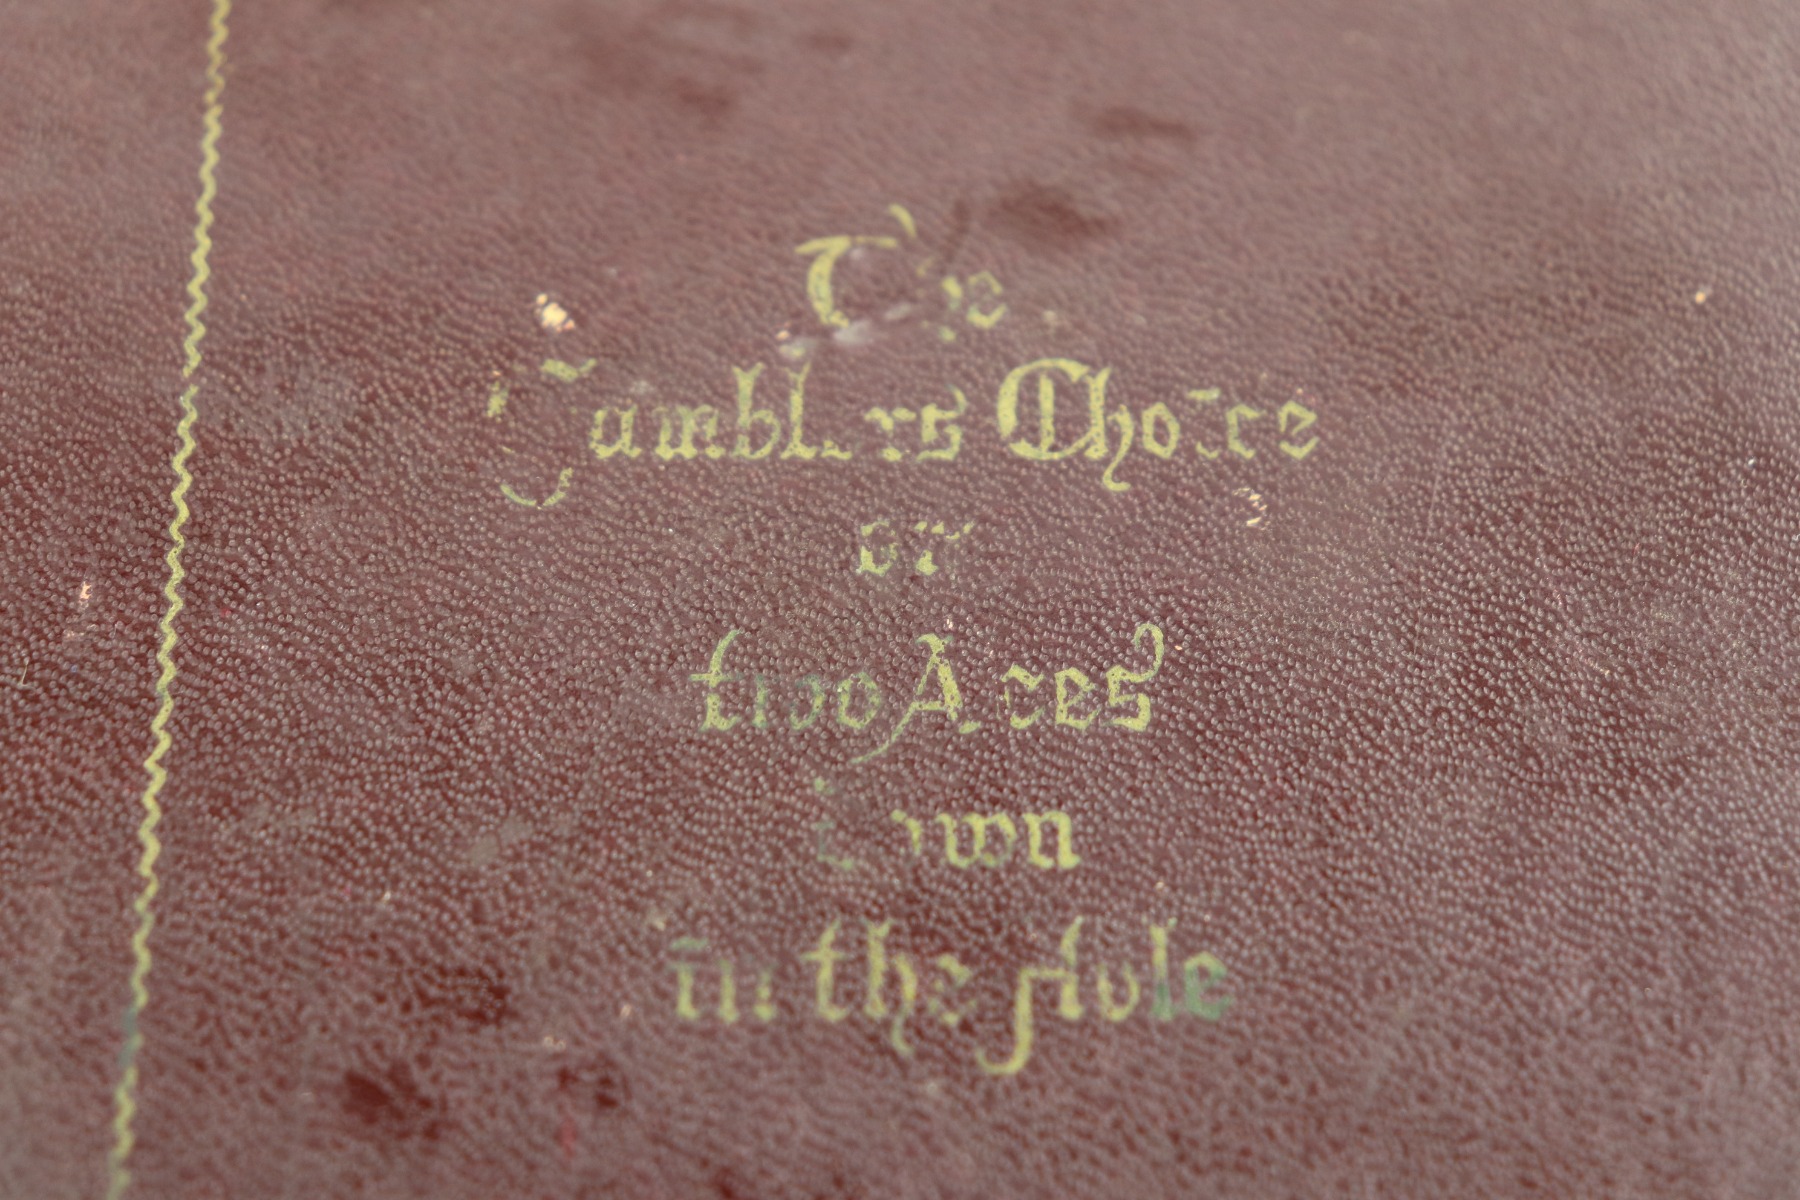 The
Gamblers Choice
or
two Aces
Down
in the Hole